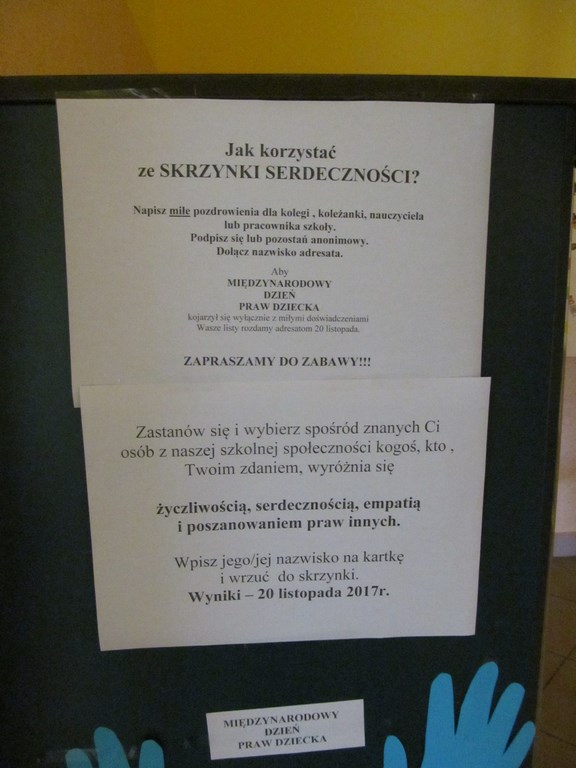 Jak korzystać
ze SKRZYNKI SERDECZNOŚCI?
Napisz miłe pozdrowienia dla kolegi , koleżanki, nauczyciela
lub pracownika szkoły.
Podpisz się lub pozostań anonimowy.
Dołącz nazwisko adresata.
Aby
MIĘDZYNARODOWY
DZIEŃ
PRAW DZIECKA
kojarzył się wyłącznie z miłymi doświadczeniami
Wasze listy rozdamy adresatom 20 listopada.
ZAPRASZAMY DO ZABAWY!!!
Zastanów się i wybierz spośród znanych Ci
osób z naszej szkolnej społeczności kogoś, kto ,
Twoim zdaniem, wyróżnia się
życzliwością, serdecznością, empatią
i poszanowaniem praw innych.
Wpisz jego/jej nazwisko na kartkę
i wrzuć do skrzynki.
Wyniki – 20 listopada 2017r.
MIĘDZYNARODOWY
DZIEŃ
PRAW DZIECKA